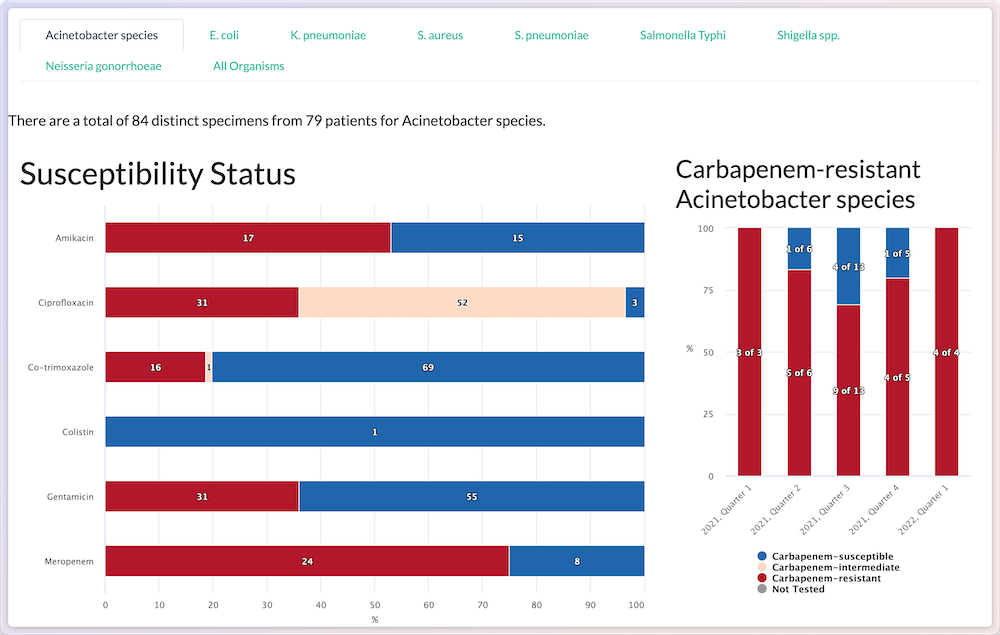 Acinetobacter species E. coli K. pneumoniae S. aureus S. pneumoniae Salmonella Typhi Shigella spp.
Neisseria gonorrhoeae All Organisms
There are a total of 84 distinct specimens from 79 patients for Acinetobacter species.
Susceptibility Status
Amikacin 17 15
Ciprofloxacin 31 52 3
Co-trimoxazole 16 1 69
Colistin 1
Gentamicin 31 55
Meropenem 24 8
0 10 20 30 40 50 60 70 80 90 100
%
Carbapenem-resistant
Acinetobacter species
100
75
50
25
0
%
1 of 6 4 of 13 1 of 5
3 of 3 5 of 6 9 of 13 4 of 5 4 of 4
2021, Quarter 1 2021, Quarter 2 2021, Quarter 3 2021, Quarter 4 2022, Quarter 1
Carbapenem-susceptible
Carbapenem-intermediate
Carbapenem-resistant
Not Tested